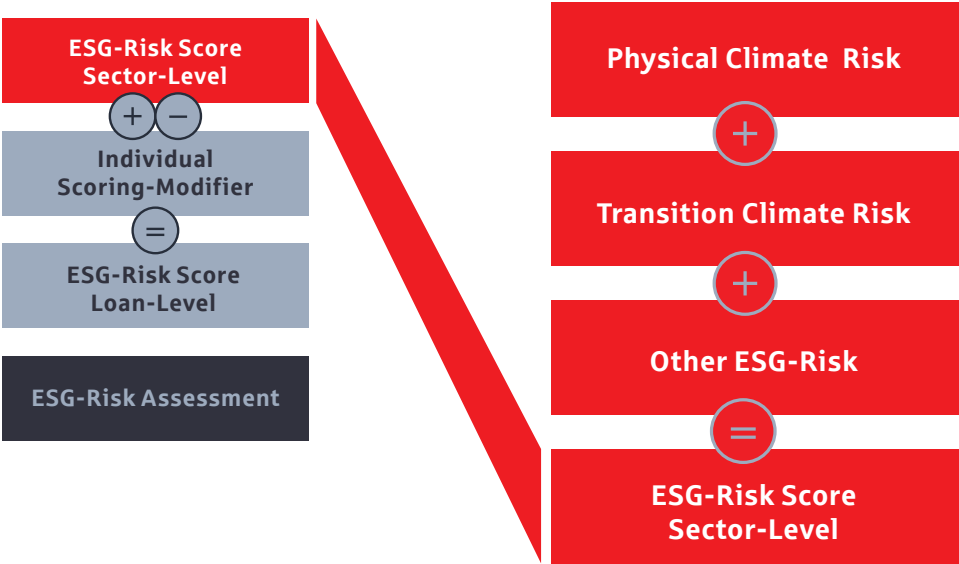 ESG-Risk Score
Sector-Level
+ −
Individual
Scoring-Modifier
=
ESG-Risk Score
Loan-Level
ESG-Risk Assessment
Physical Climate Risk
+
Transition Climate Risk
+
Other ESG-Risk
=
ESG-Risk Score
Sector-Level